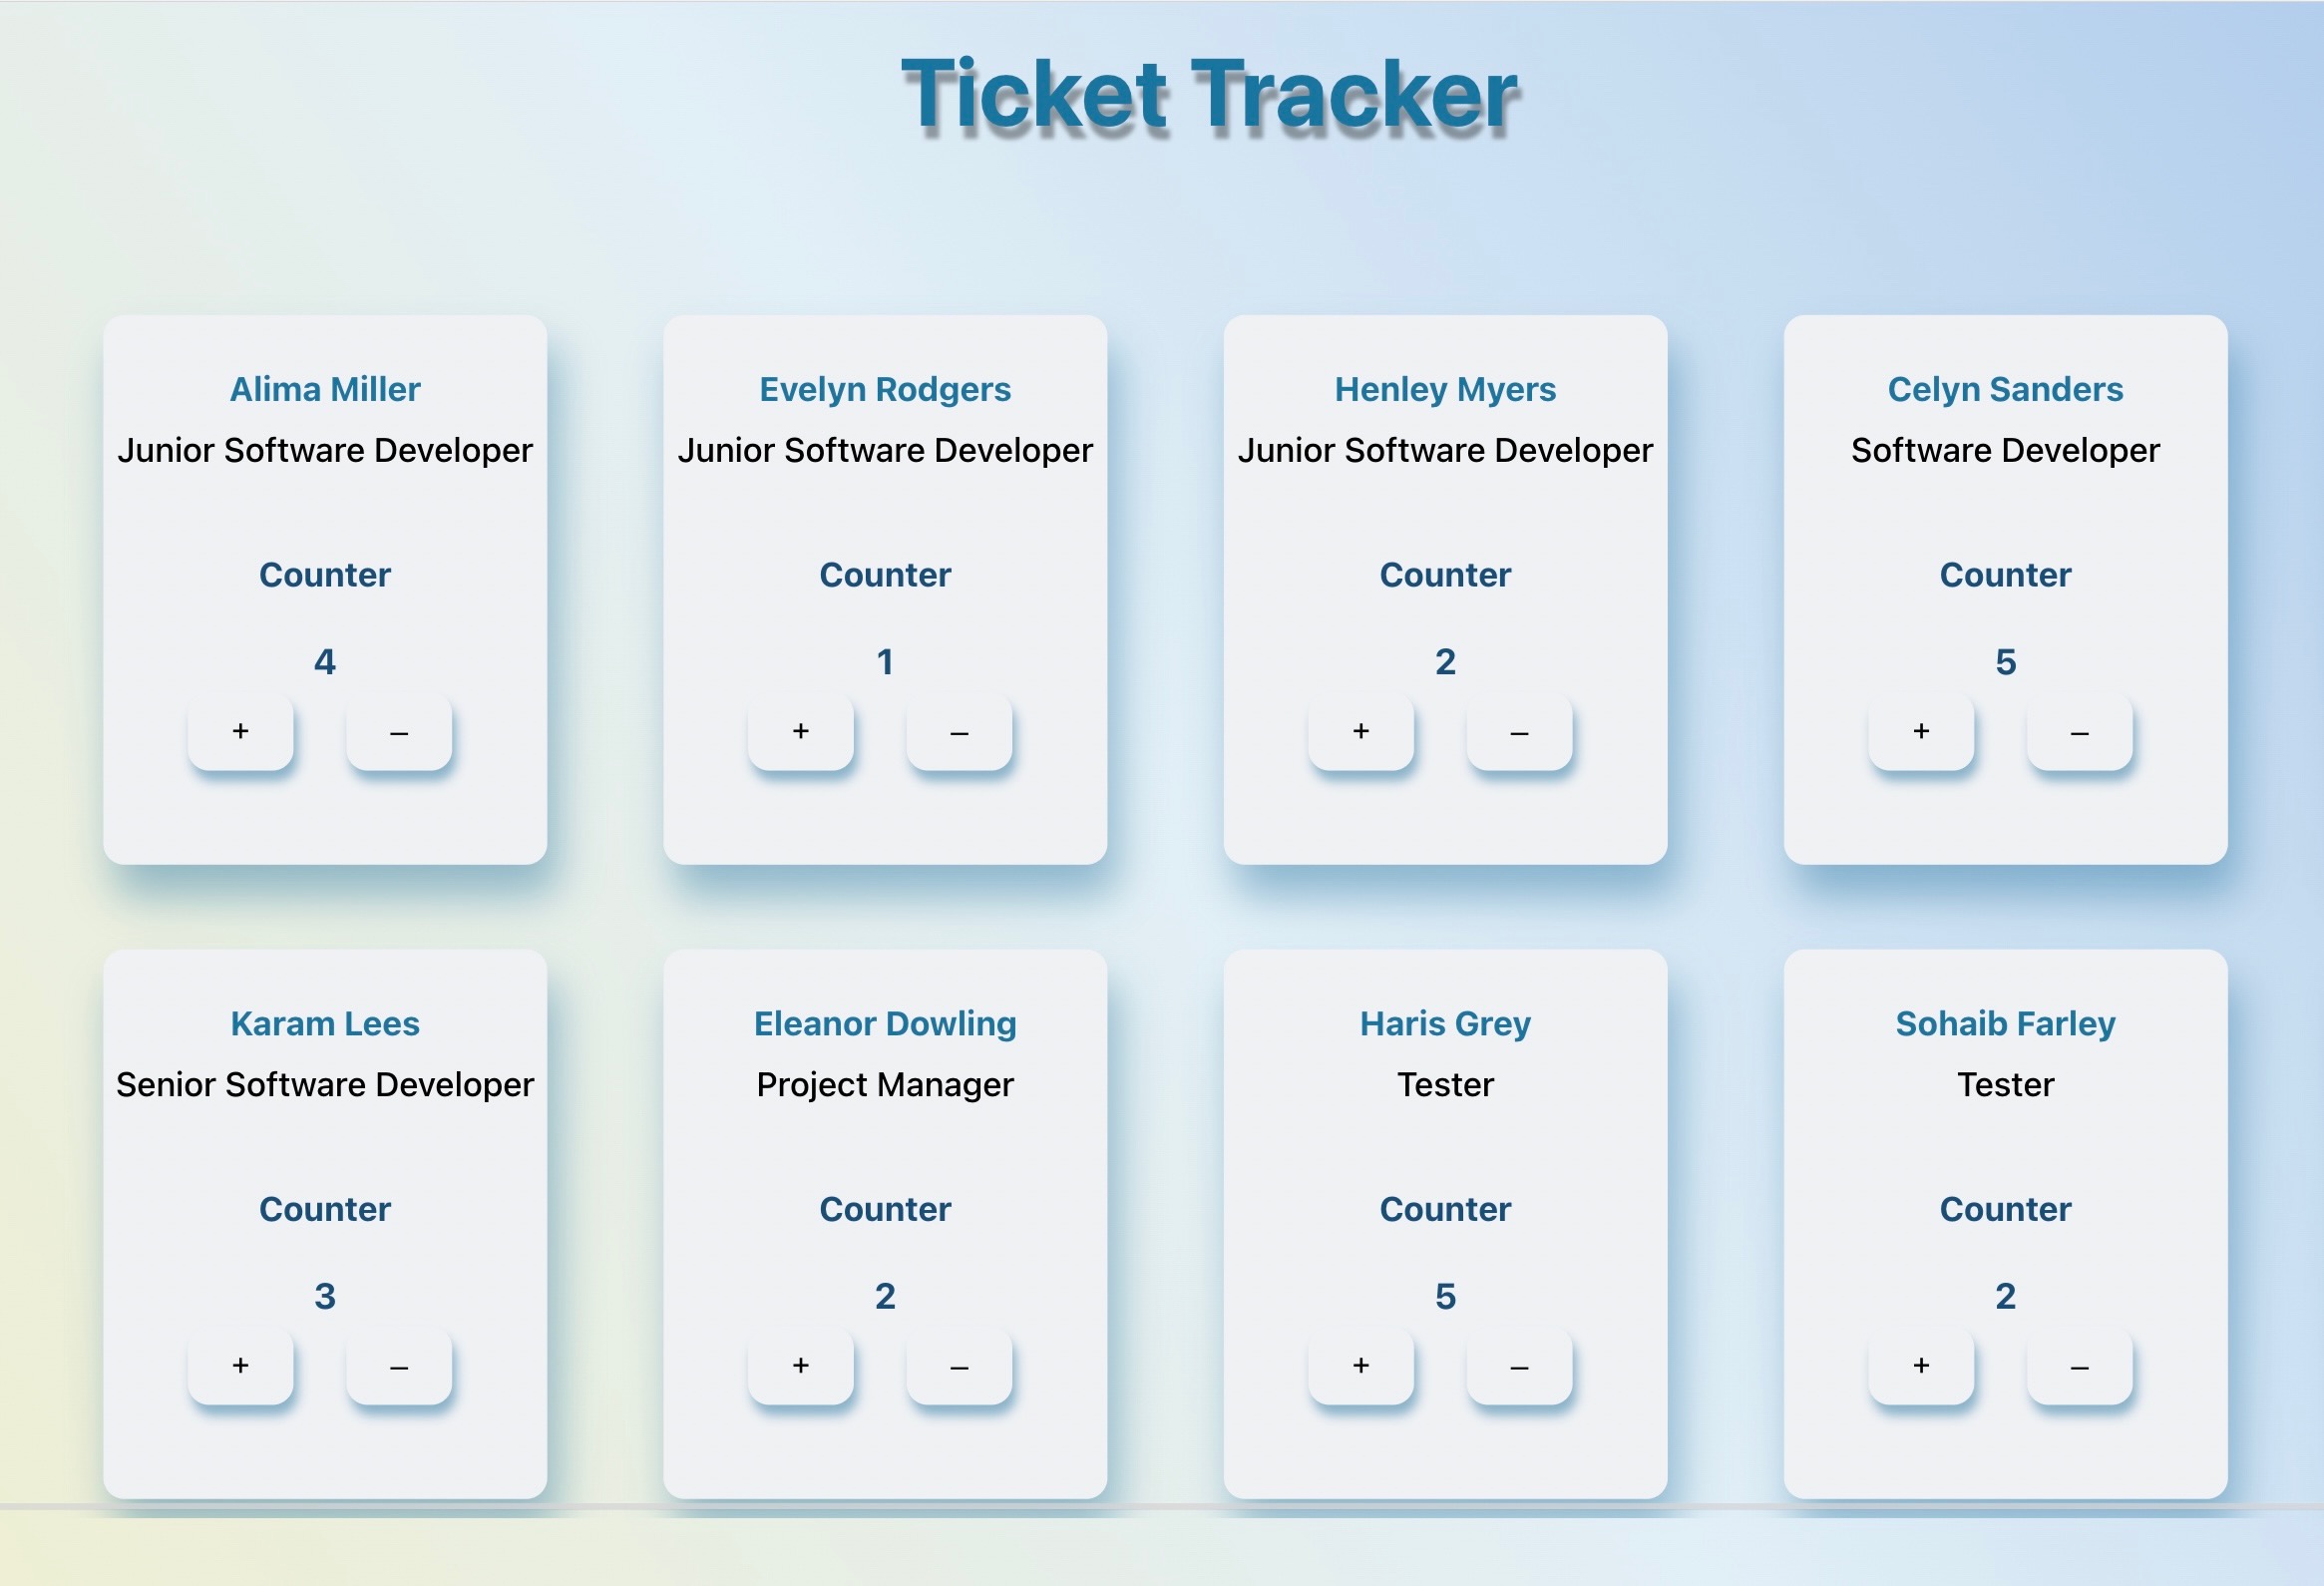 Ticket Tracker
Alima Miller
Junior Software Developer
Counter
4
+ –
Evelyn Rodgers
Junior Software Developer
Counter
1
+ –
Henley Myers
Junior Software Developer
Counter
2
+ –
Celyn Sanders
Software Developer
Counter
5
+ –
Karam Lees
Senior Software Developer
Counter
3
+ –
Eleanor Dowling
Project Manager
Counter
2
+ –
Haris Grey
Tester
Counter
5
+ –
Sohaib Farley
Tester
Counter
2
+ –